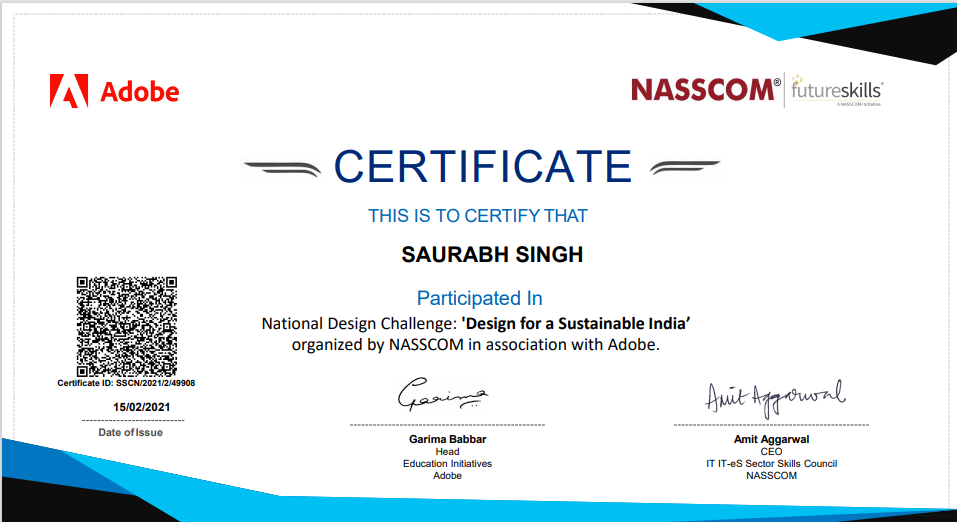 Adobe
NASSCOM®
futureskills®
A NASSCOM Initiative
CERTIFICATE
THIS IS TO CERTIFY THAT
SAURABH SINGH
Participated In
National Design Challenge: 'Design for a Sustainable India’
organized by NASSCOM in association with Adobe.
Certificate ID: SSCN/2021/2/49908
15/02/2021
Date of Issue
Garima
Garima Babbar
Head
Education Initiatives
Adobe
Amit Aggarwal
Amit Aggarwal
CEO
IT IT-eS Sector Skills Council
NASSCOM